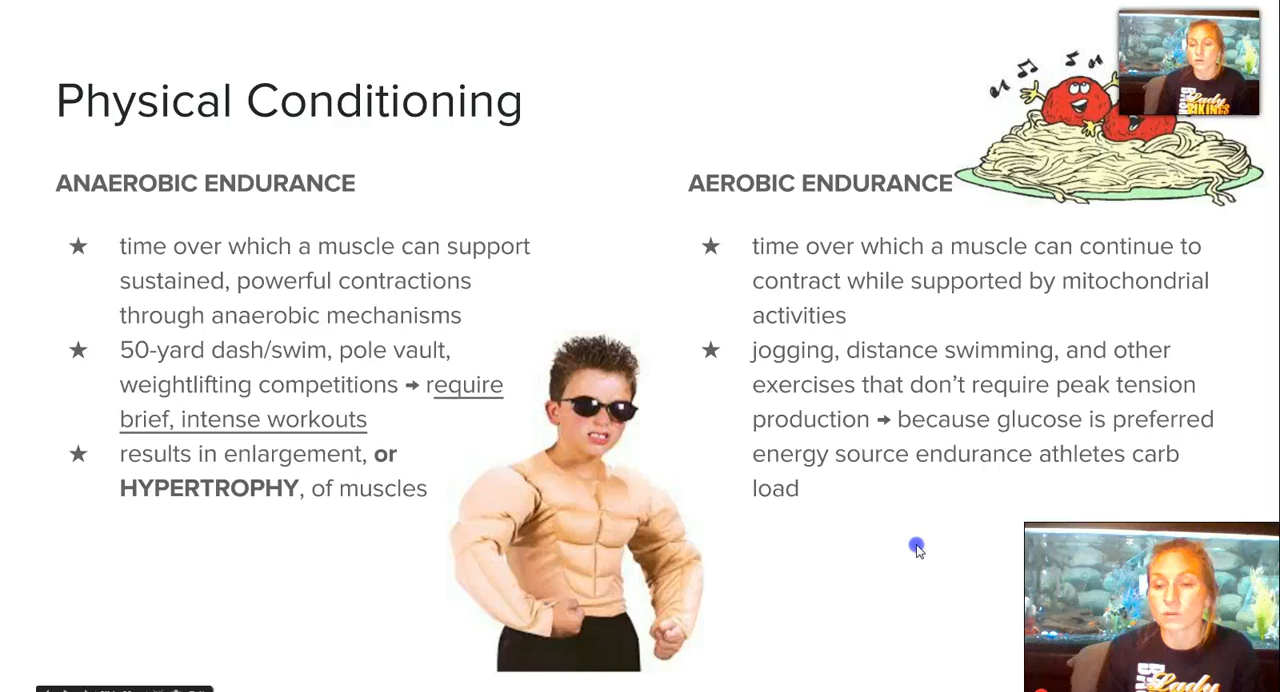 Physical Conditioning
ANAEROBIC ENDURANCE
★ time over which a muscle can support
sustained, powerful contractions
through anaerobic mechanisms
★ 50-yard dash/swim, pole vault,
weightlifting competitions → require
brief, intense workouts
★ results in enlargement, or
HYPERTROPHY, of muscles
AEROBIC ENDURANCE
★ time over which a muscle can continue to
contract while supported by mitochondrial
activities
★ jogging, distance swimming, and other
exercises that don’t require peak tension
production → because glucose is preferred
energy source endurance athletes carb
load
Lady
Lady